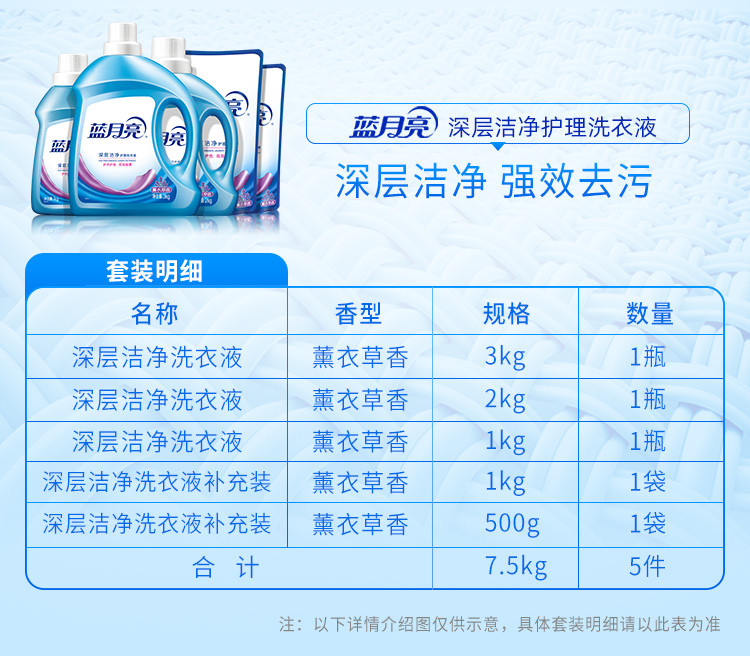 蓝月亮 深层洁净护理洗衣液
深层洁净 强效去污
蓝月亮
深层洁净
套装明细
名称 香型 规格 数量
深层洁净洗衣液 薰衣草香 3kg 1瓶
深层洁净洗衣液 薰衣草香 2kg 1瓶
深层洁净洗衣液 薰衣草香 1kg 1瓶
深层洁净洗衣液补充装 薰衣草香 1kg 1袋
深层洁净洗衣液补充装 薰衣草香 500g 1袋
合 计 7.5kg 5件
注：以下详情介绍图仅供示意，具体套装明细请以此表为准